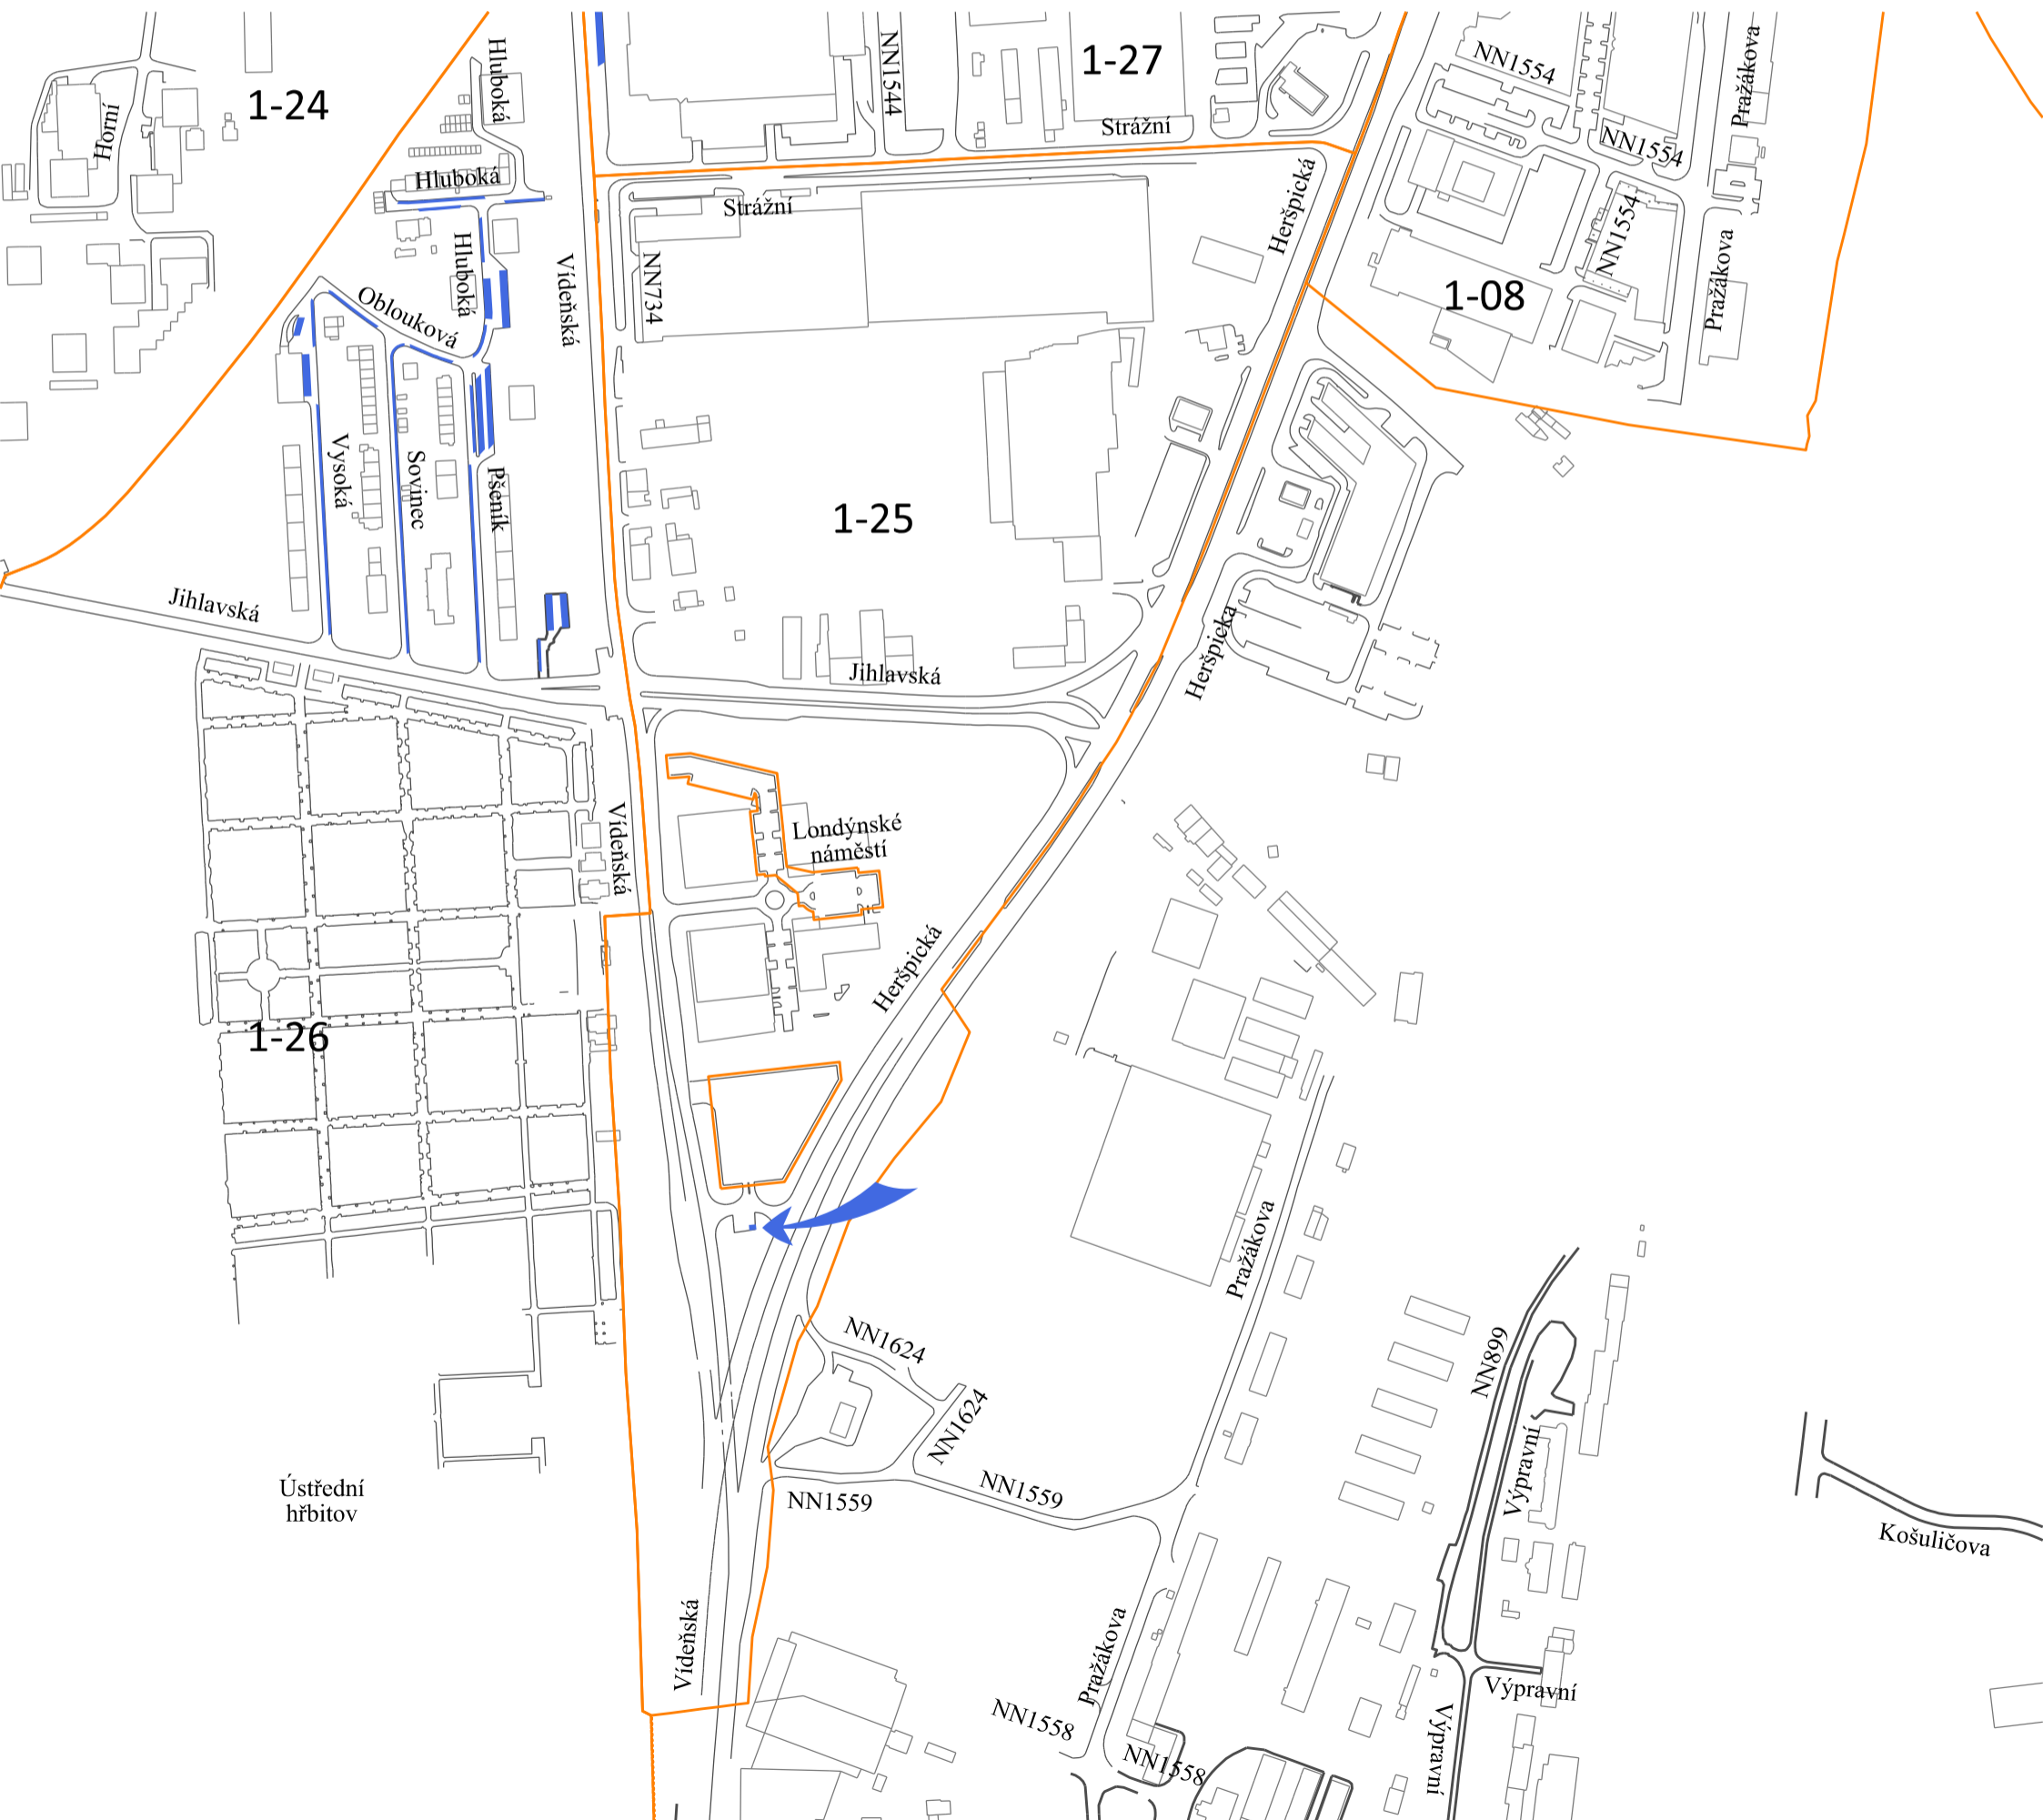 1-24
Horní
Hluboká
NN1544
1-27
Strážní
NN1554
Pražákova
NN1554
Hluboká
Strážní
Heršpická
NN1554
Hluboká
Vídeňská
NN734
Pražákova
1-08
Oblouková
Vysoká
Sovinec
Pšeník
1-25
Jihlavská
Heršpická
Jihlavská
Vídeňská
Londýnské
náměstí
Heršpická
1-26
Pražákova
NN1624
NN1624
NN899
Výpravní
Ústřední
hřbitov
NN1559
NN1559
Košuličova
Vídeňská
Pražákova
Výpravní
NN1558
Výpravní
NN1558